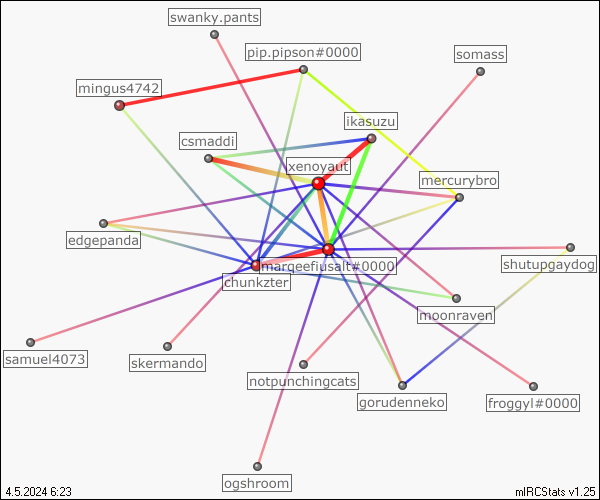 swanky.pants
pip.pipson#0000
somass
mingus4742
ikasuzu
csmaddi
xenoyaut
mercurybro
edgepanda
shutupgaydog
marqeefiusalt#0000
chunkzter
moonraven
samuel4073
skermando
notpunchingcats
gorudenneko
froggyl#0000
ogshroom
4.5.2024 6:23
mIRCStats v1.25